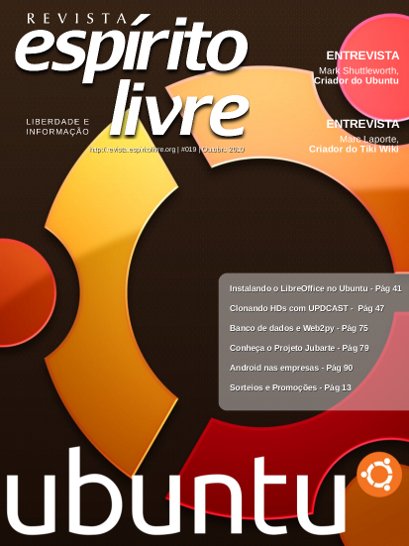 REVISTA
espírito
livre
LIBERDADE E
INFORMAÇÃO
http://revista.espiritolivre.org | #019 | Outubro 2010
ENTREVISTA
Mark Shuttleworth,
Criador do Ubuntu
ENTREVISTA
Marc Laporte,
Criador do Tiki Wiki
Instalando o LibreOffice no Ubuntu - Pág 41
Clonando HDs com UPDCAST - Pág 47
Banco de dados e Web2py - Pág 75
Conheça o Projeto Jubarte - Pág 79
Android nas empresas - Pág 90
Sorteios e Promoções - Pág 13
ubuntu